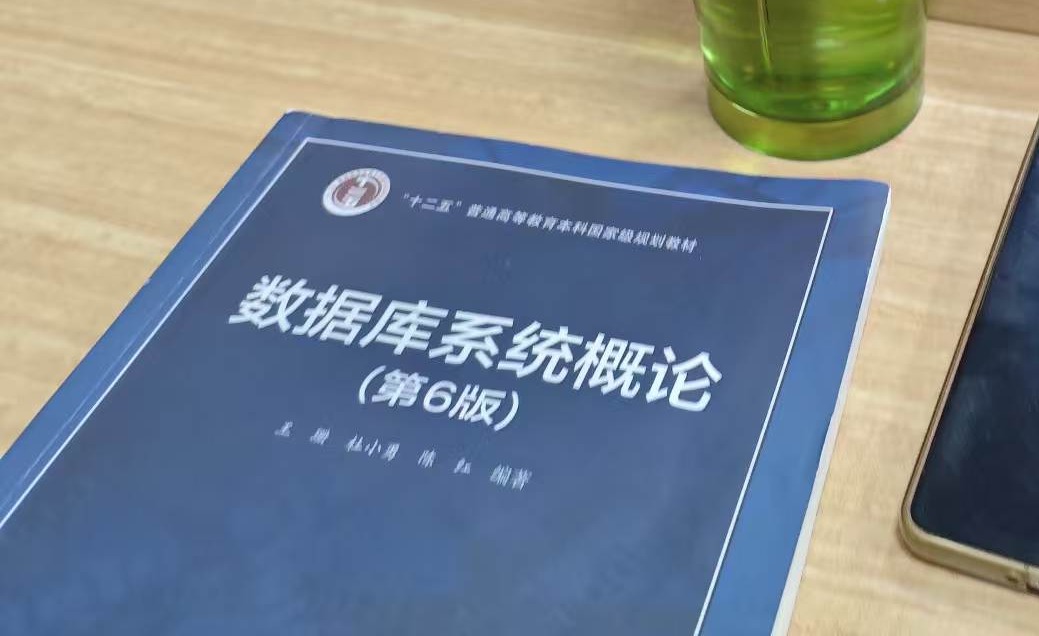 "十二五"普通高等教育本科国家级规划教材
数据库系统概论
(第6版)
王 珊 杜小勇 陈 红 编著